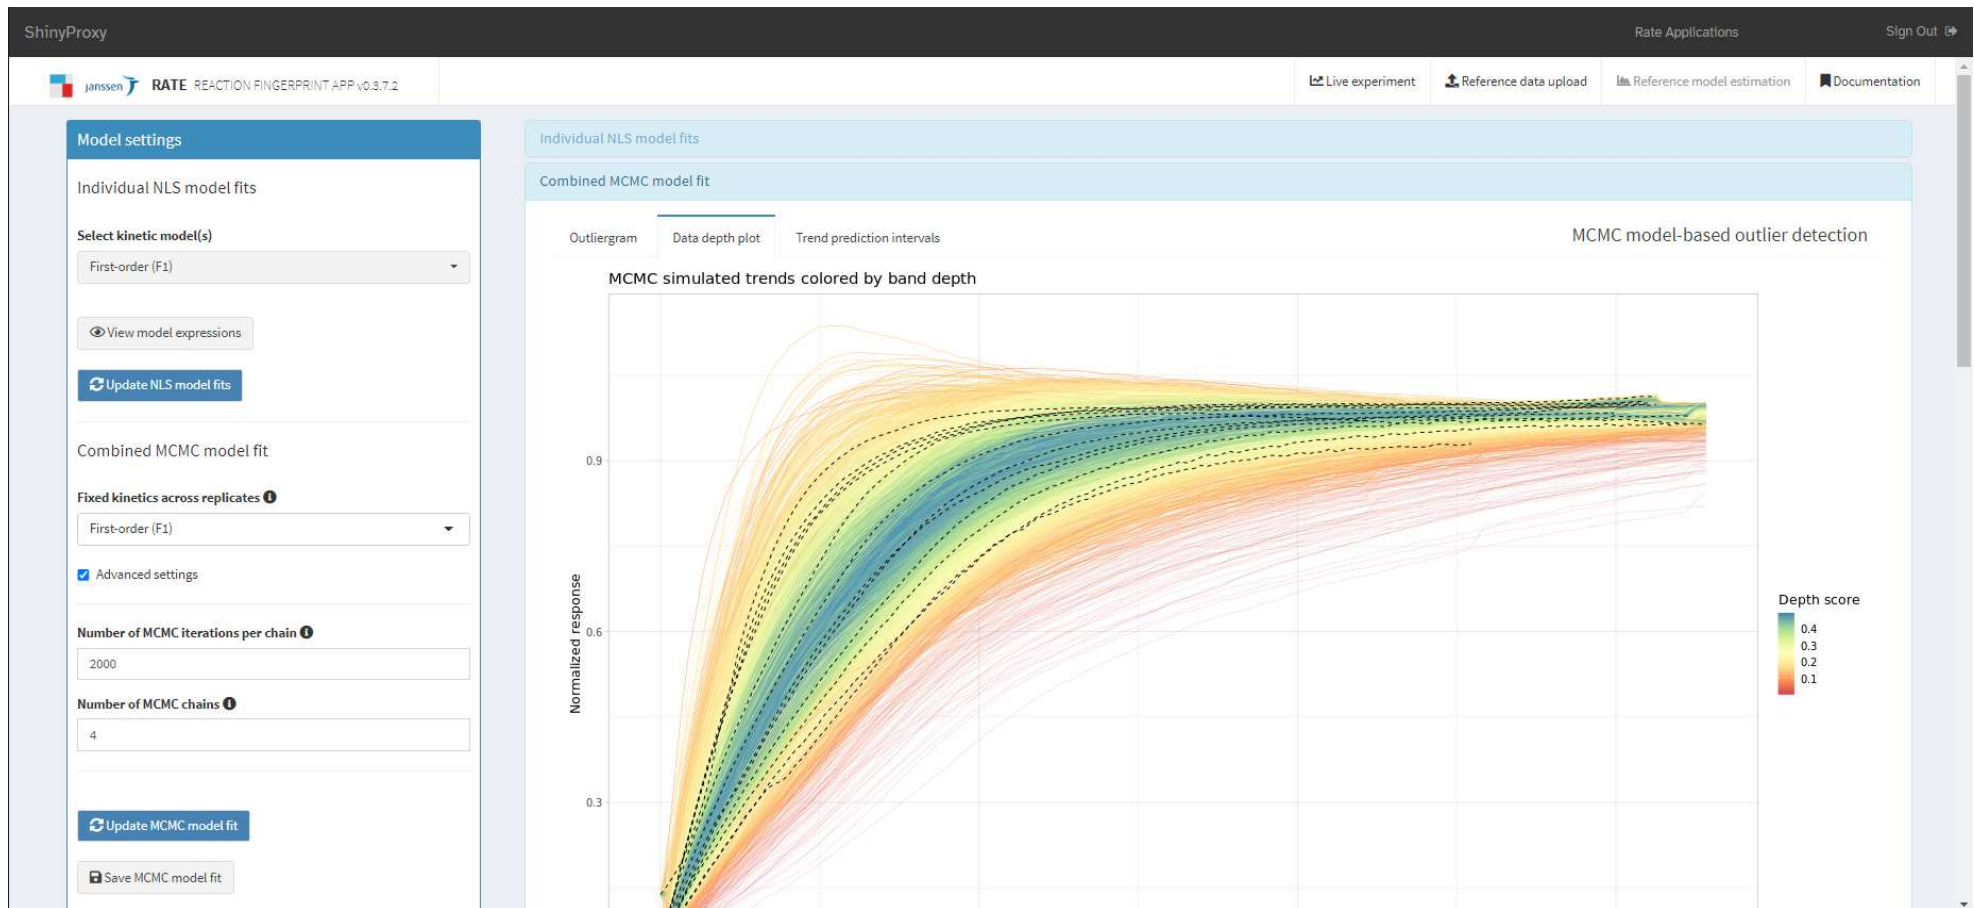 ShinyProxy
Rate Applications
Sign Out
janssen
RATE REACTION FINGERPRINT APP v0.3.7.2
Live experiment
Reference data upload
Reference model estimation
Documentation
Model settings
Individual NLS model fits
Select kinetic model(s)
First-order (F1)
View model expressions
Update NLS model fits
Combined MCMC model fit
Fixed kinetics across replicates
First-order (F1)
Advanced settings
Number of MCMC iterations per chain
2000
Number of MCMC chains
4
Update MCMC model fit
Save MCMC model fit
Individual NLS model fits
Combined MCMC model fit
Outliergram
Data depth plot
Trend prediction intervals
MCMC model-based outlier detection
MCMC simulated trends colored by band depth
0.9
0.6
0.3
Normalized response
Depth score
0.4
0.3
0.2
0.1